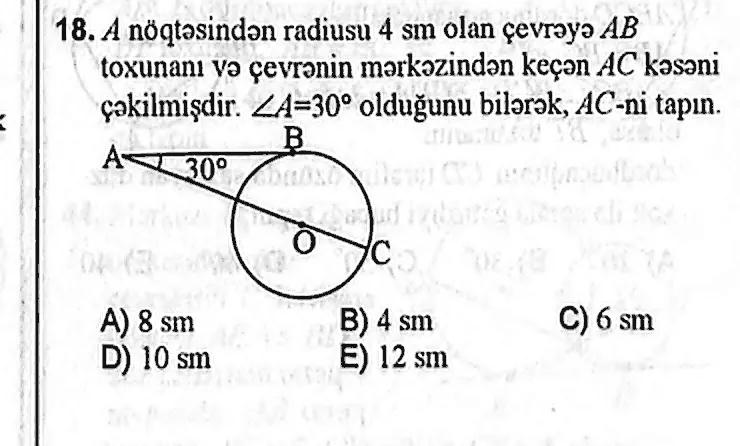 18. A nöqtəsindən radiusu 4 sm olan çevrəyə AB
toxunanı və çevrənin mərkəzindən keçən AC kəsəni
çəkilmişdir. ∠A=30° olduğunu bilərək, AC-ni tapın.
B
A
30°
O
C
A) 8 sm B) 4 sm C) 6 sm
D) 10 sm E) 12 sm